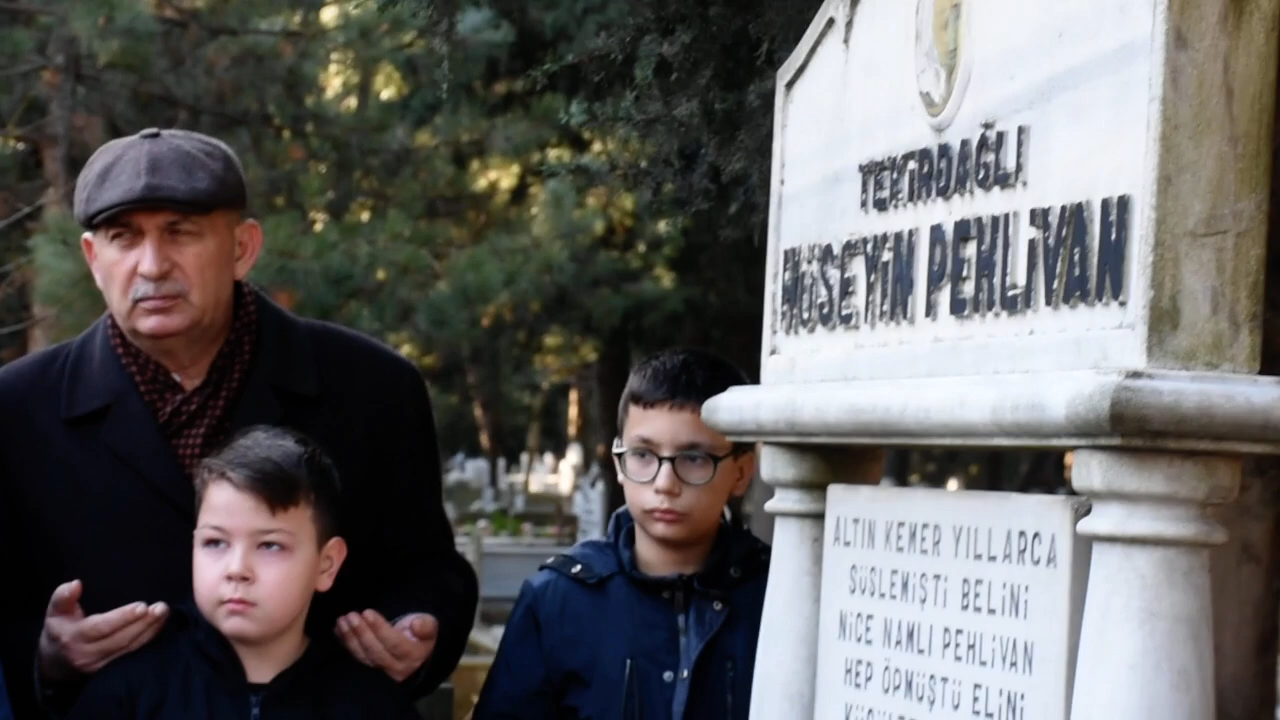 TEKİRDAĞLI
HÜSEYİN PEHLİVAN
ALTIN KEMER YILLARCA
SÜSLEMİŞTİ BELİNİ
NİCE NAMLI PEHLİVAN
HEP ÖPMÜŞTÜ ELİNİ